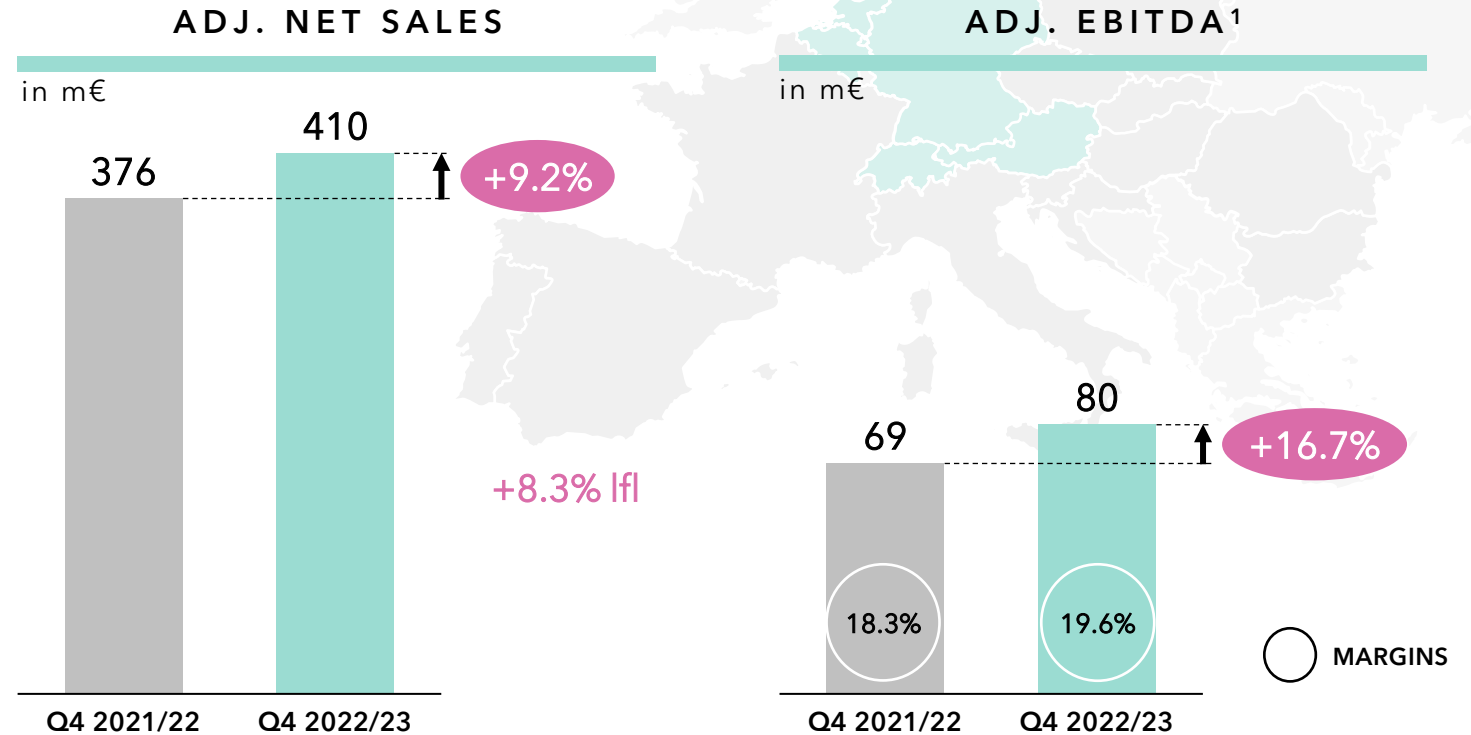 ADJ. NET SALES
in m€
376
410
+9.2%
+8.3% lfl
Q4 2021/22
Q4 2022/23
ADJ. EBITDA¹
in m€
69
80
+16.7%
18.3%
19.6%
MARGINS
Q4 2021/22
Q4 2022/23